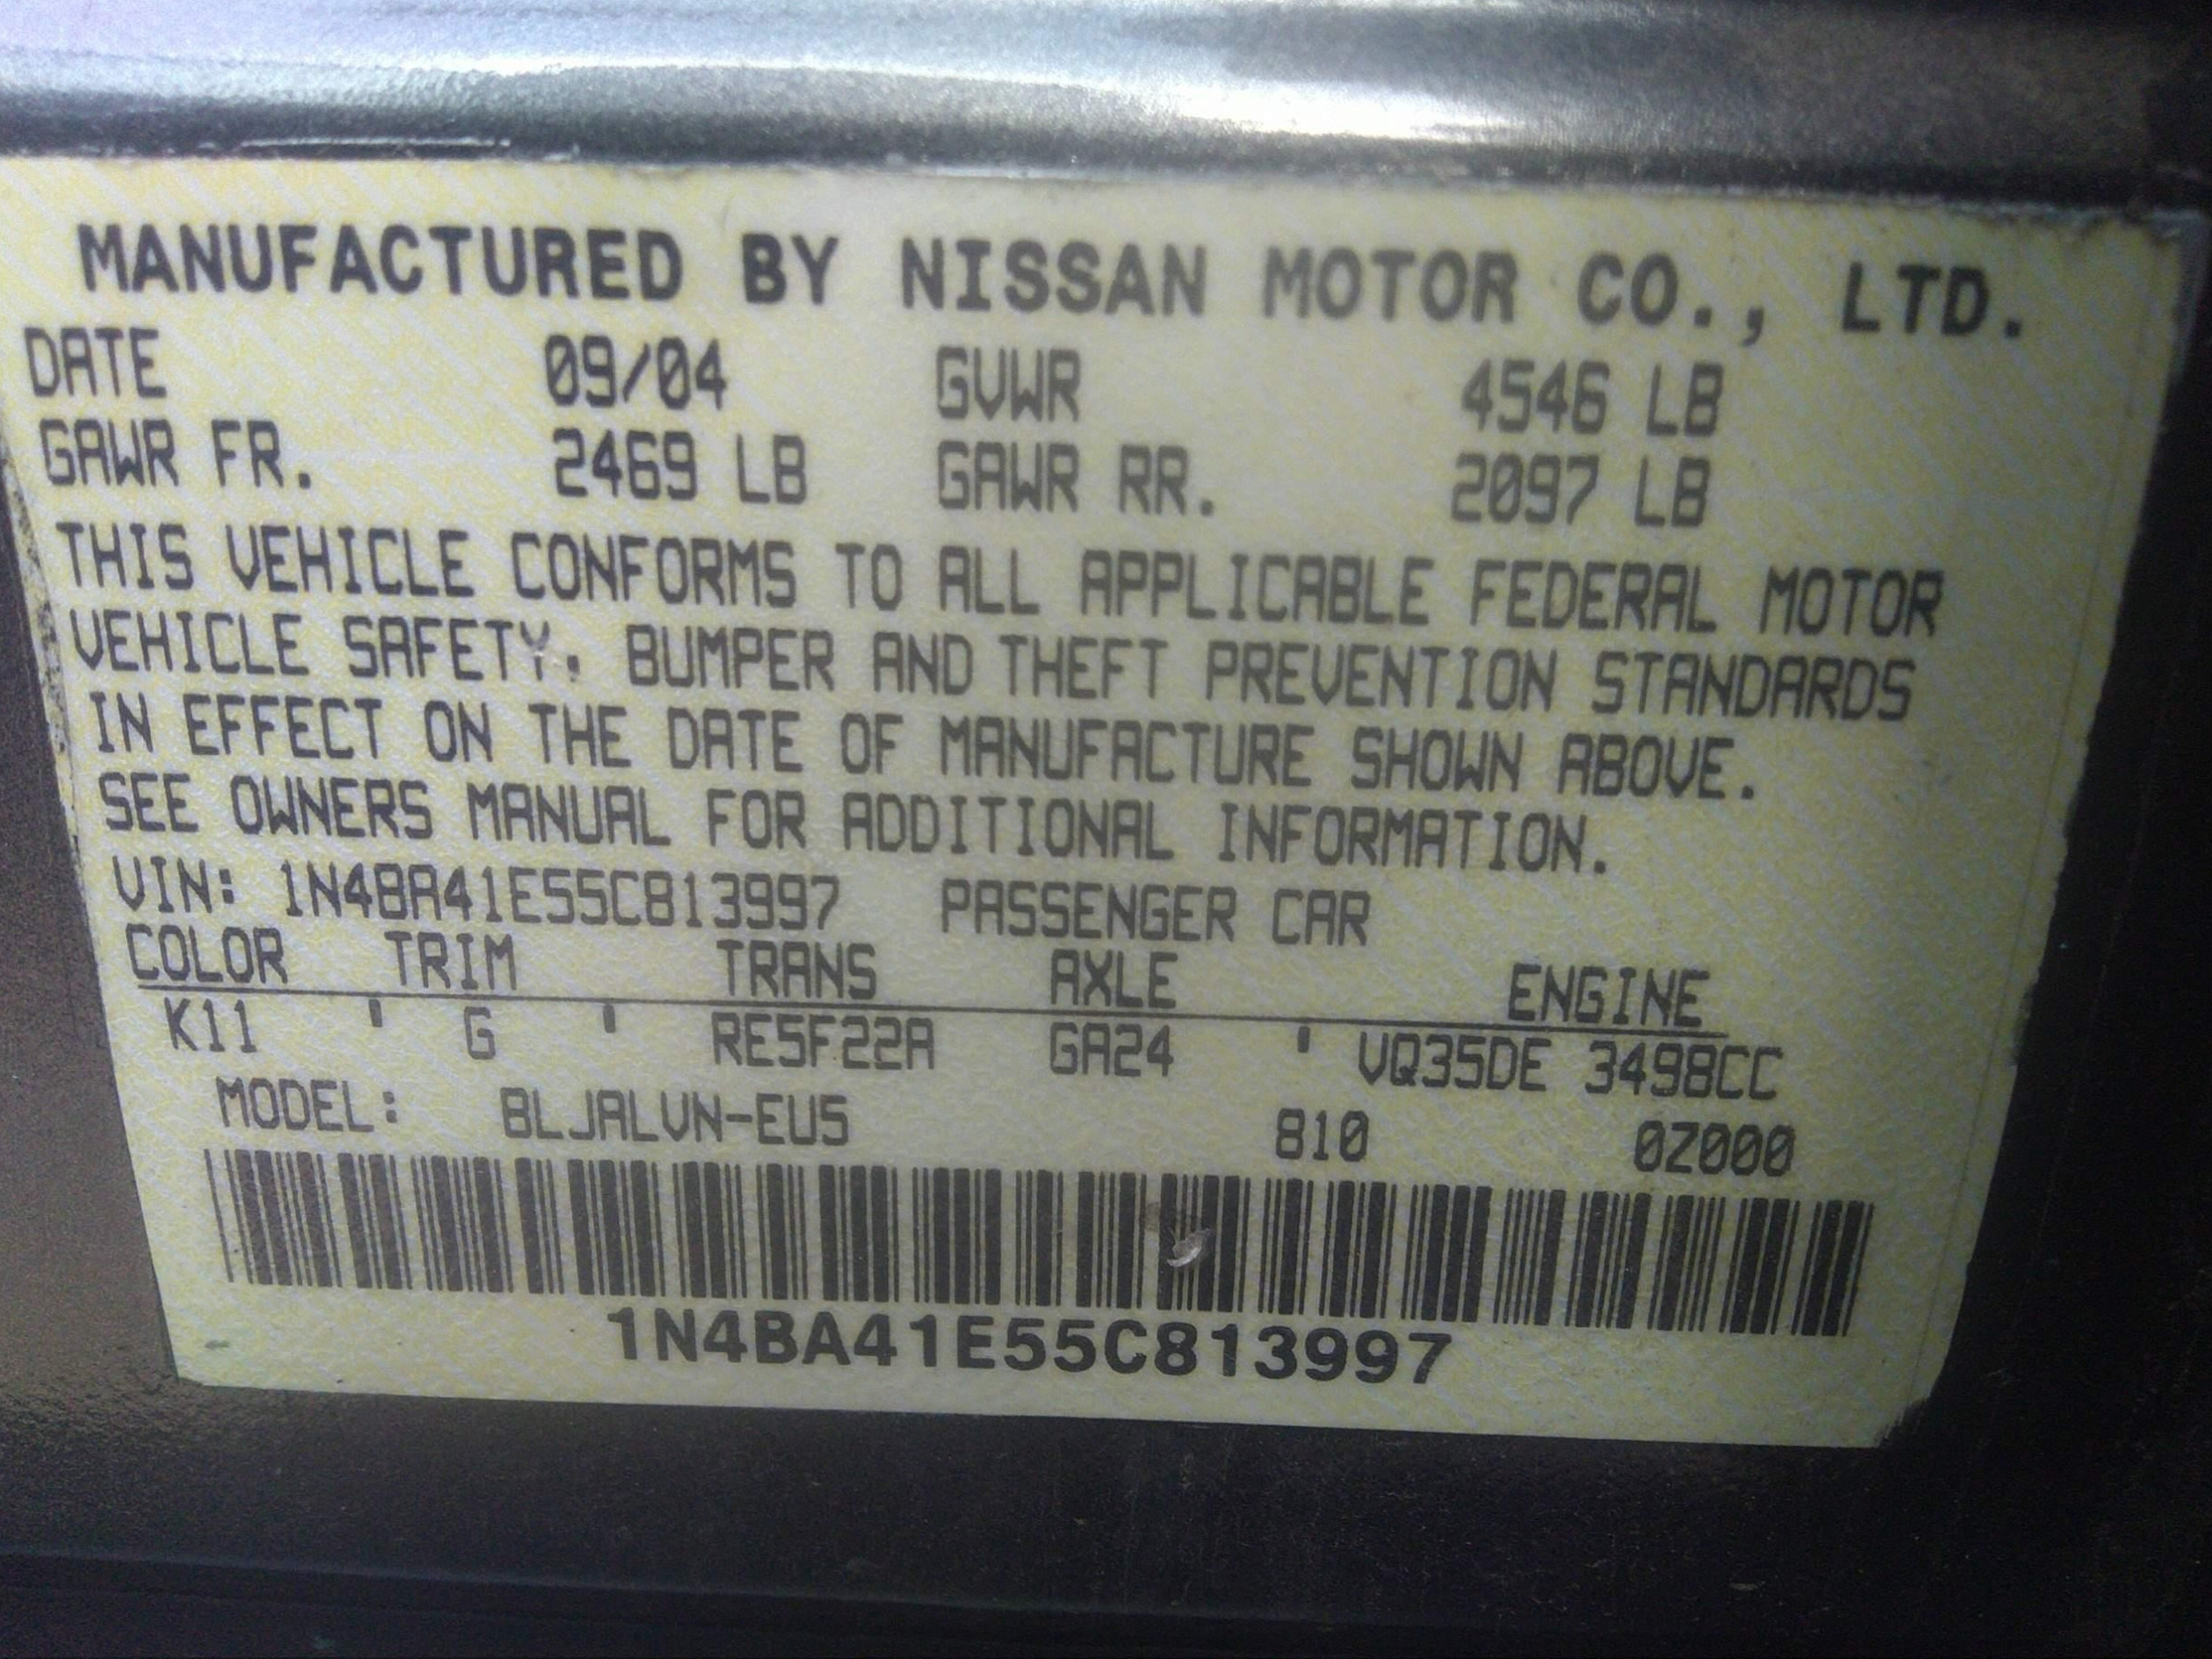 MANUFACTURED BY NISSAN MOTOR CO., LTD.
DATE 09/04 GVWR 4546 LB
GAWR FR. 2469 LB GAWR RR. 2097 LB
THIS VEHICLE CONFORMS TO ALL APPLICABLE FEDERAL MOTOR
VEHICLE SAFETY, BUMPER AND THEFT PREVENTION STANDARDS
IN EFFECT ON THE DATE OF MANUFACTURE SHOWN ABOVE.
SEE OWNERS MANUAL FOR ADDITIONAL INFORMATION.
VIN: 1N4BA41E55C813997 PASSENGER CAR
COLOR TRIM TRANS AXLE ENGINE
K11 ' G ' RE5F22A GA24 ' VQ35DE 3498CC
MODEL: BLJALVN-EU5 810 0Z000
1N4BA41E55C813997